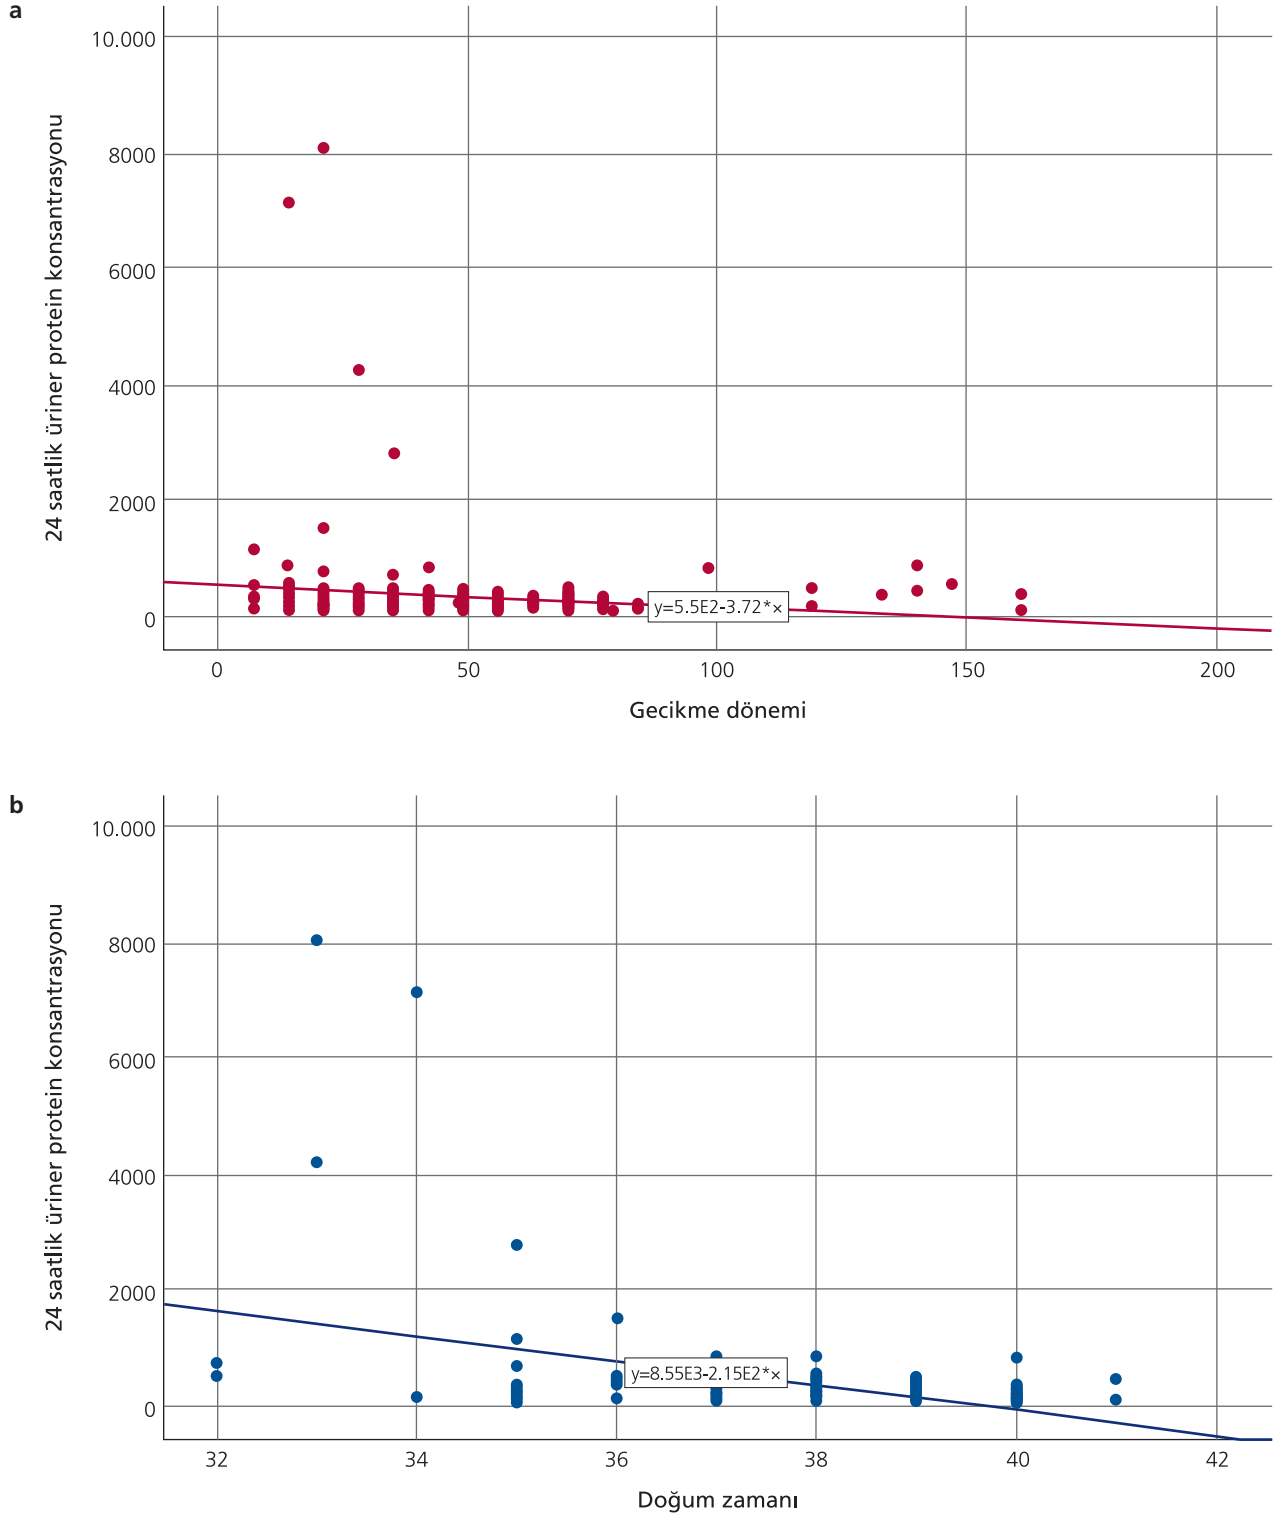 a
24 saatlik üriner protein konsantrasyonu
10.000
8000
6000
4000
2000
0
y=5.5E2-3.72*×
0 50 100 150 200
Gecikme dönemi
b
24 saatlik üriner protein konsantrasyonu
10.000
8000
6000
4000
2000
0
y=8.55E3-2.15E2*×
32 34 36 38 40 42
Doğum zamanı